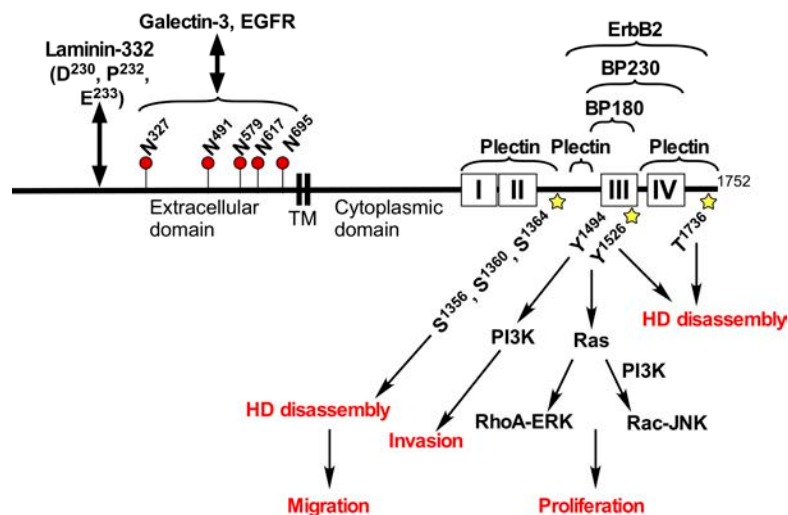 Galectin-3, EGFR
ErbB2
Laminin-332
(D²³⁰, P²³²,
E²³³)
BP230
BP180
N³²⁷
N⁴⁹¹
N⁵⁷⁹
N⁶¹⁷
N⁶⁹⁵
Plectin
Plectin
Plectin
I
II
III
IV
1752
Extracellular
domain
TM
Cytoplasmic
domain
S¹³⁵⁶, S¹³⁶⁰, S¹³⁶⁴
Y¹⁴⁹⁴
Y¹⁵²⁶
T¹⁷³⁶
HD disassembly
PI3K
Ras
PI3K
HD disassembly
Invasion
RhoA-ERK
Rac-JNK
Migration
Proliferation